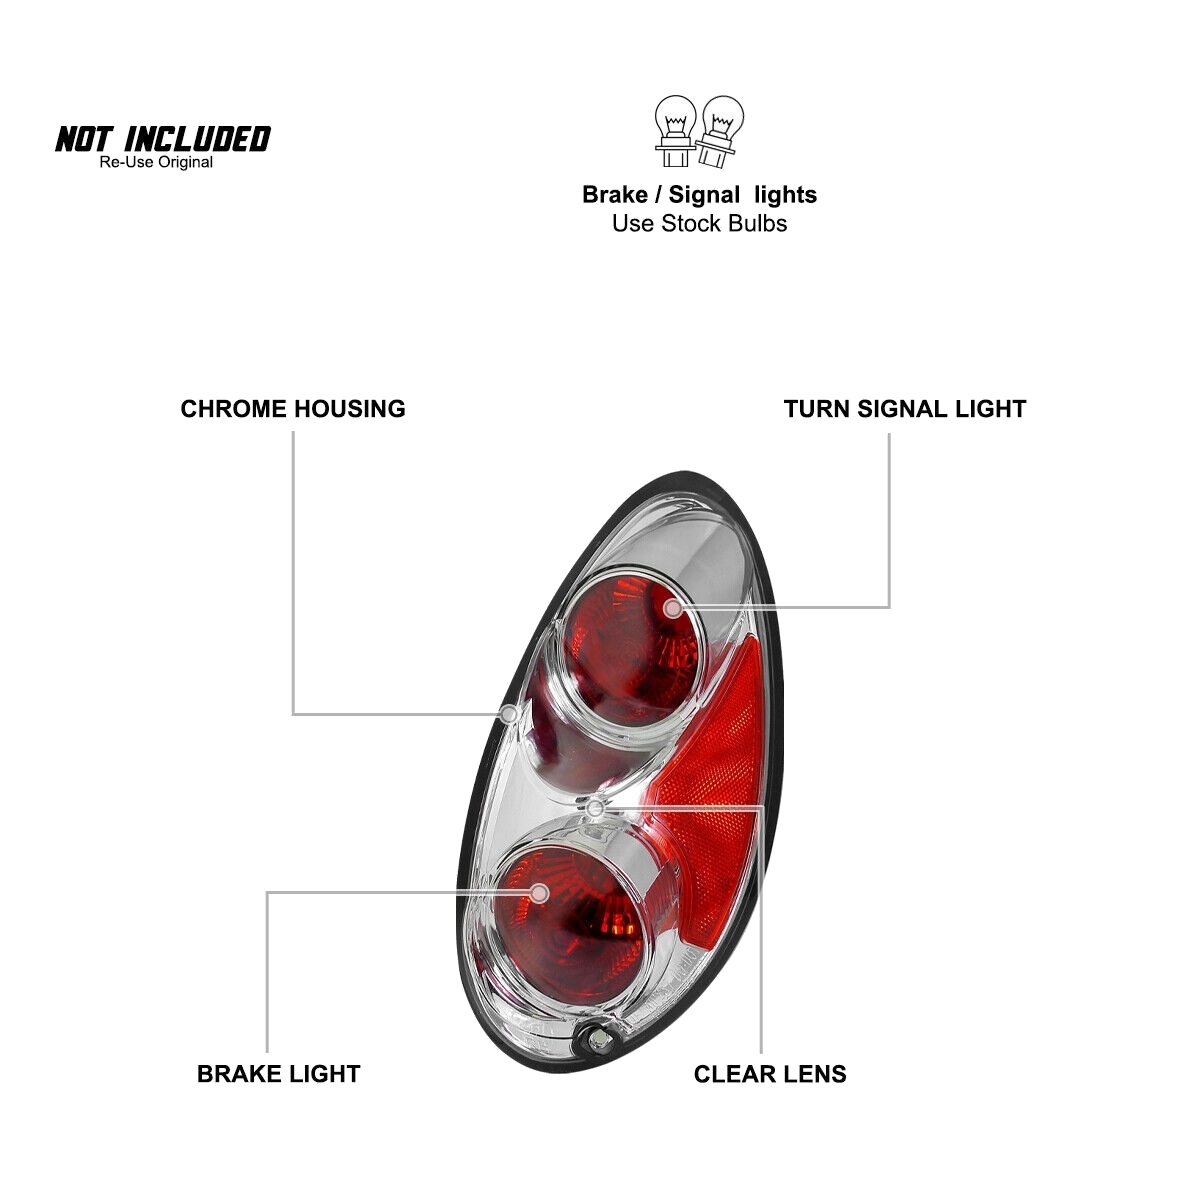 NOT INCLUDED
Re-Use Original
Brake / Signal lights
Use Stock Bulbs
CHROME HOUSING
TURN SIGNAL LIGHT
BRAKE LIGHT
CLEAR LENS